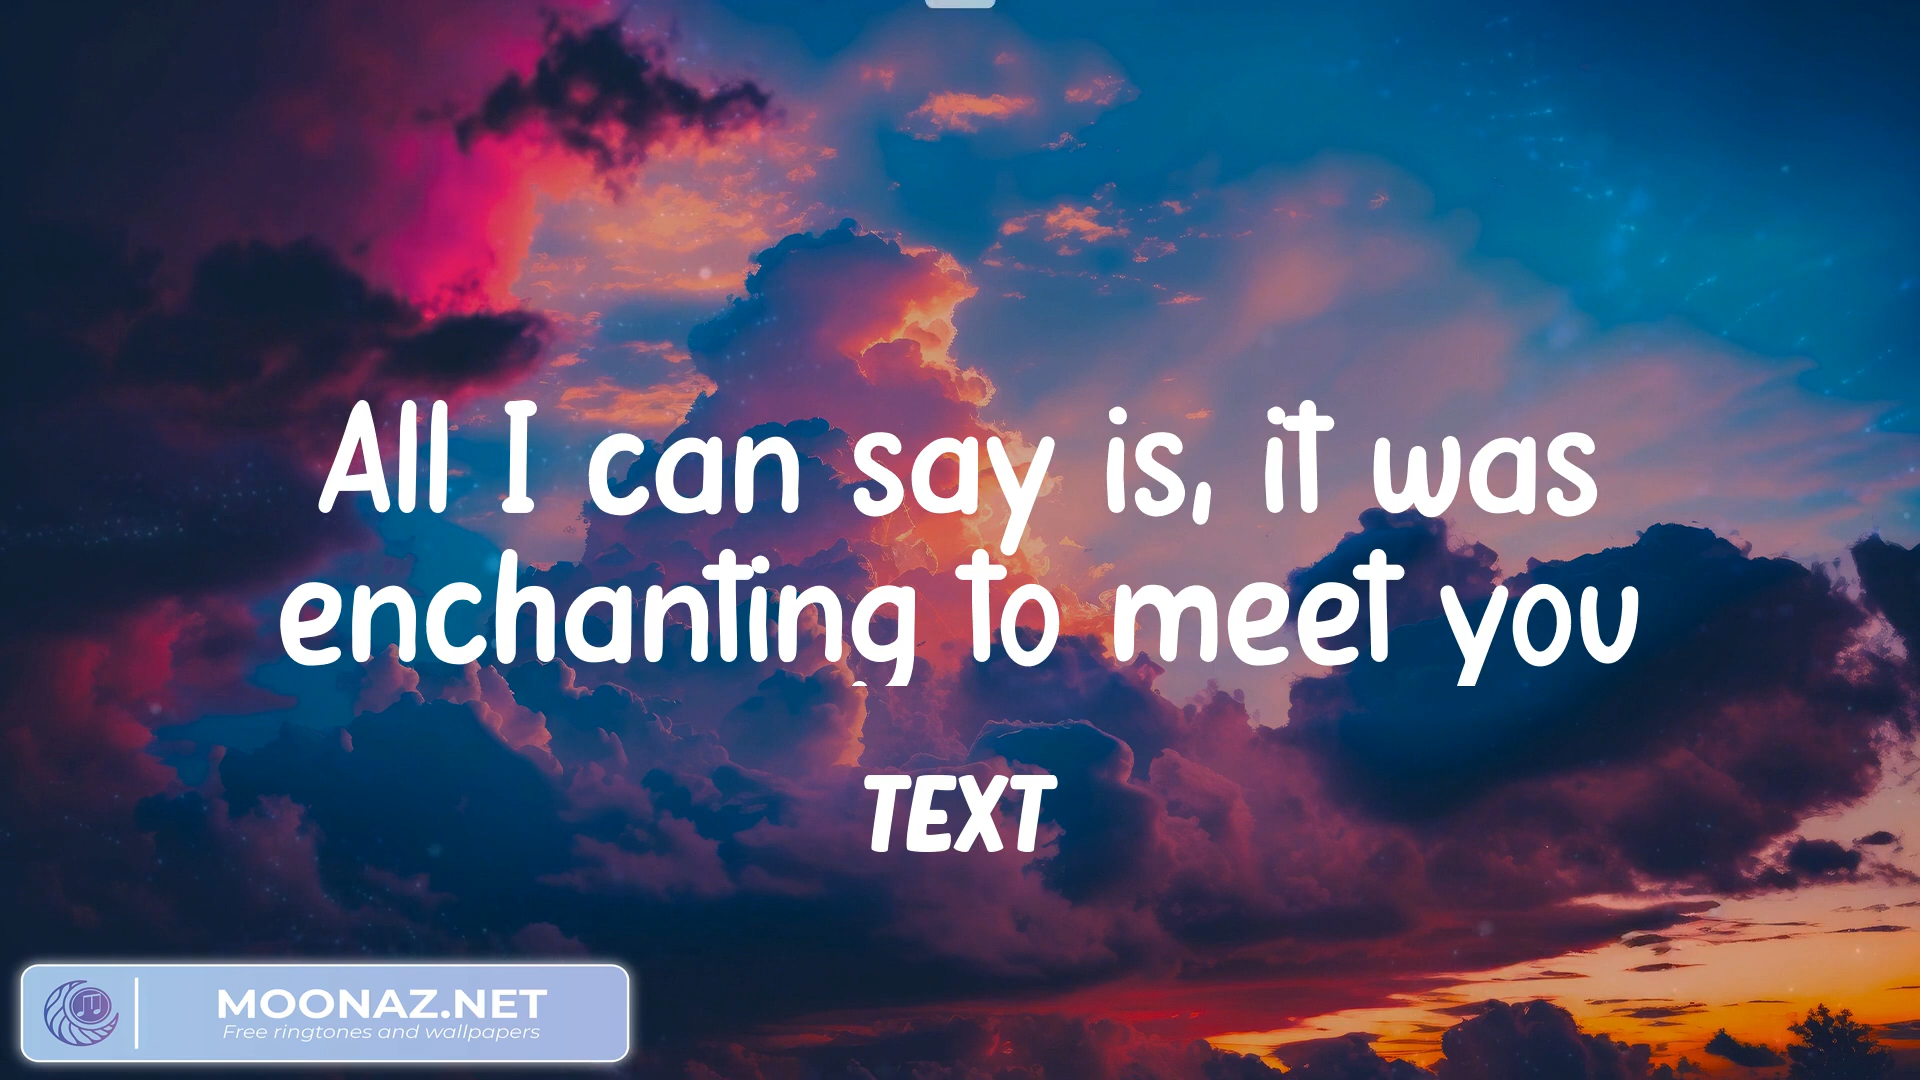 All I can say is, it was
enchanting to meet you
TEXT
MOONAZ.NET
Free ringtones and wallpapers